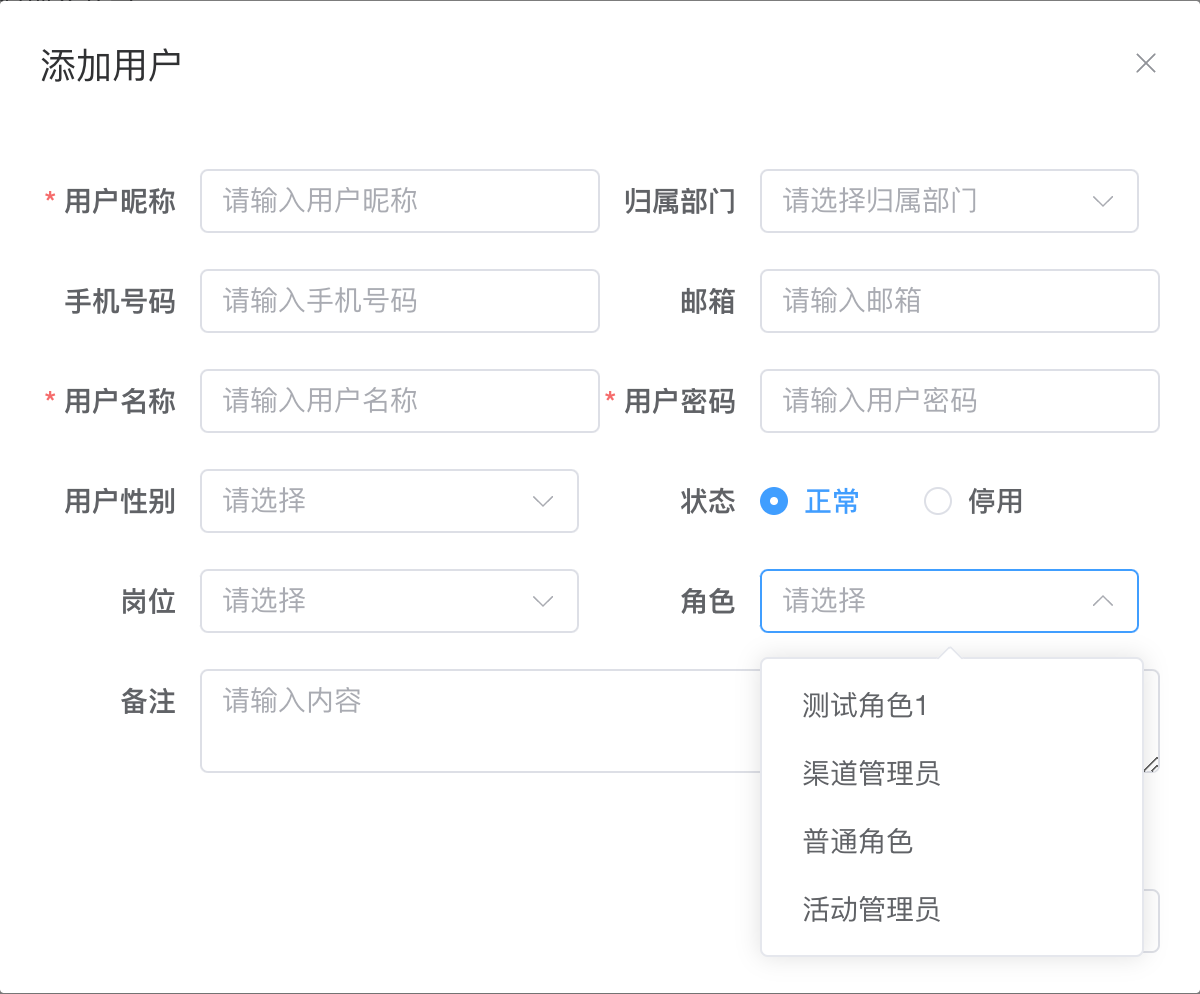 添加用户
* 用户昵称 请输入用户昵称 归属部门 请选择归属部门
手机号码 请输入手机号码 邮箱 请输入邮箱
* 用户名称 请输入用户名称 * 用户密码 请输入用户密码
用户性别 请选择 状态 正常 停用
岗位 请选择 角色 请选择
备注 请输入内容
测试角色1
渠道管理员
普通角色
活动管理员